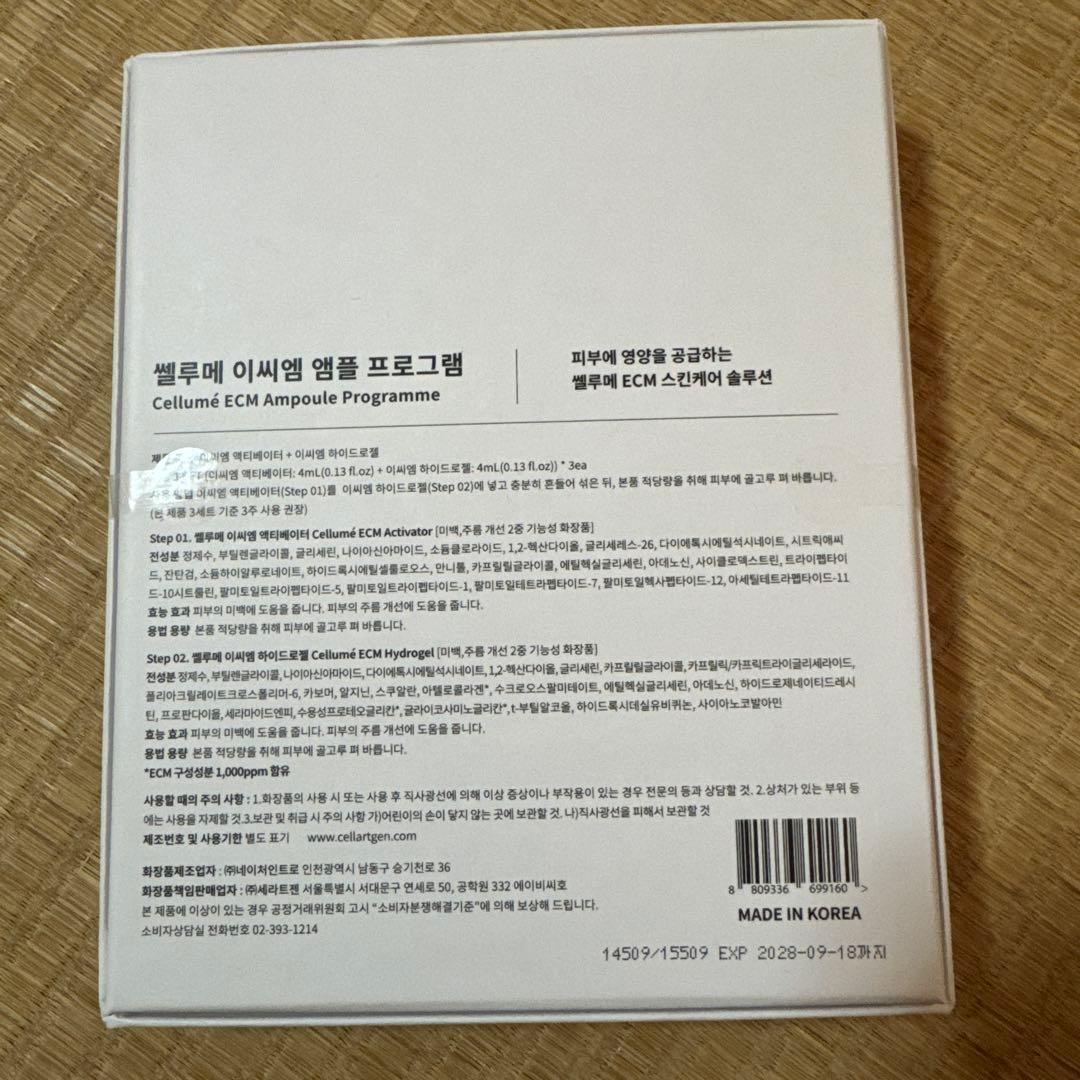 쎌루메 이씨엠 앰플 프로그램
Cellumé ECM Ampoule Programme
피부에 영양을 공급하는
쎌루메 ECM 스킨케어 솔루션
이씨엠 액티베이터 + 이씨엠 하이드로젤
(이씨엠 액티베이터: 4mL(0.13 fl.oz) + 이씨엠 하이드로젤: 4mL(0.13 fl.oz)) * 3ea
사용방법 이씨엠 액티베이터(Step 01)를 이씨엠 하이드로젤(Step 02)에 넣고 충분히 흔들어 섞은 뒤, 본품 적당량을 취해 피부에 골고루 펴 바릅니다.
(본 제품 3세트 기준 3주 사용 권장)
Step 01. 쎌루메 이씨엠 액티베이터 Cellumé ECM Activator [미백,주름 개선 2중 기능성 화장품]
전성분 정제수, 부틸렌글라이콜, 글리세린, 나이아신아마이드, 소듐클로라이드, 1,2-헥산다이올, 글리세레스-26, 다이에톡시에틸석시네이트, 시트릭애씨
드, 잔탄검, 소듐하이알루로네이트, 하이드록시에틸셀룰로오스, 만니톨, 카프릴릴글라이콜, 에틸헥실글리세린, 아데노신, 사이클로덱스트린, 트라이펩타이
드-10시트룰린, 팔미토일트라이펩타이드-5, 팔미토일트라이펩타이드-1, 팔미토일테트라펩타이드-7, 팔미토일헥사펩타이드-12, 아세틸테트라펩타이드-11
효능 효과 피부의 미백에 도움을 줍니다. 피부의 주름 개선에 도움을 줍니다.
용법 용량 본품 적당량을 취해 피부에 골고루 펴 바릅니다.
Step 02. 쎌루메 이씨엠 하이드로젤 Cellumé ECM Hydrogel [미백,주름 개선 2중 기능성 화장품]
전성분 정제수, 부틸렌글라이콜, 나이아신아마이드, 다이에톡시에틸석시네이트, 1,2-헥산다이올, 글리세린, 카프릴릴글라이콜, 카프릴릭/카프릭트라이글리세라이드,
폴리아크릴레이트크로스폴리머-6, 카보머, 알지닌, 스쿠알란, 아텔로콜라겐*, 수크로오스팔미테이트, 에틸헥실글리세린, 아데노신, 하이드로제네이티드레시
틴, 프로판다이올, 세라마이드엔피, 수용성프로테오글리칸*, 글라이코사미노글리칸*, t-부틸알코올, 하이드록시데실유비퀴논, 사이아노코발아민
효능 효과 피부의 미백에 도움을 줍니다. 피부의 주름 개선에 도움을 줍니다.
용법 용량 본품 적당량을 취해 피부에 골고루 펴 바릅니다.
*ECM 구성성분 1,000ppm 함유
사용할 때의 주의 사항 : 1.화장품의 사용 시 또는 사용 후 직사광선에 의해 이상 증상이나 부작용이 있는 경우 전문의 등과 상담할 것. 2.상처가 있는 부위 등
에는 사용을 자제할 것.3.보관 및 취급 시 주의 사항 가)어린이의 손이 닿지 않는 곳에 보관할 것. 나)직사광선을 피해서 보관할 것
제조번호 및 사용기한 별도 표기 www.cellartgen.com
화장품제조업자 : ㈜네이처인트로 인천광역시 남동구 승기천로 36
화장품책임판매업자 : ㈜세라트젠 서울특별시 서대문구 연세로 50, 공학원 332 에이비씨호
본 제품에 이상이 있는 경우 공정거래위원회 고시 “소비자분쟁해결기준”에 의해 보상해 드립니다.
소비자상담실 전화번호 02-393-1214
8 809336 699160 >
MADE IN KOREA
14509/15509 EXP 2028-09-18까지